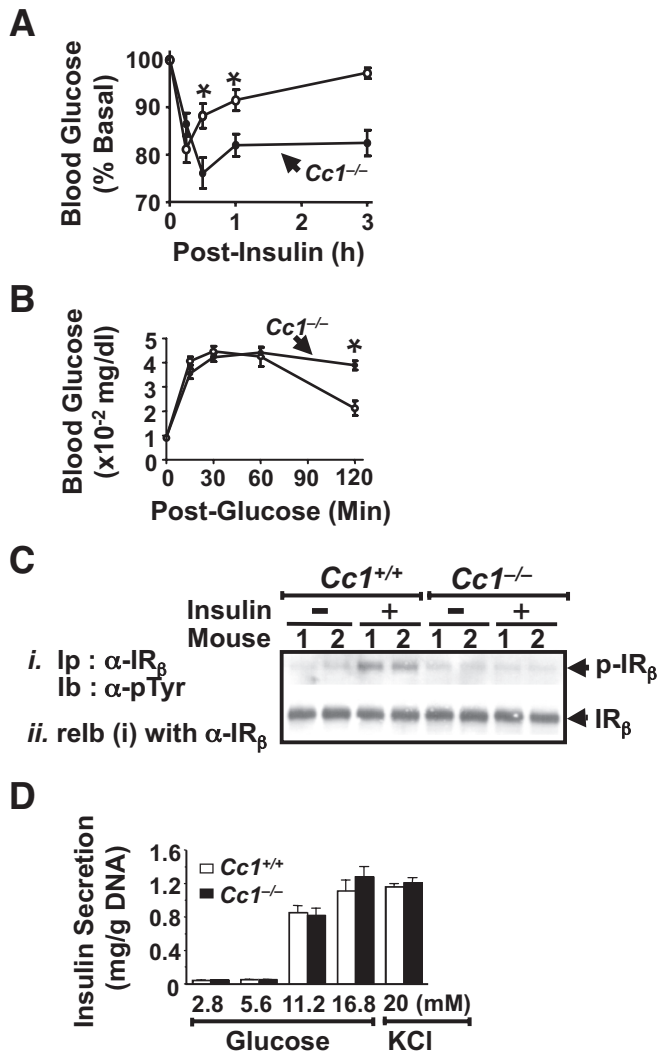 A
Blood Glucose
(% Basal)
100
90
80
70
* *
Cc1−/−
0 1 2 3
Post-Insulin (h)
B
Blood Glucose
(x10-2 mg/dl)
5
4
3
2
1
0
Cc1−/−
*
0 30 60 90 120
Post-Glucose (Min)
C
Cc1+/+ Cc1−/−
Insulin − + − +
Mouse 1 2 1 2 1 2 1 2
i. Ip : α-IRβ
Ib : α-pTyr
p-IRβ
ii. reIb (i) with α-IRβ
IRβ
D
Insulin Secretion
(mg/g DNA)
1.6
1.2
0.8
0.4
0
Cc1+/+
Cc1−/−
2.8 5.6 11.2 16.8 20 (mM)
Glucose KCl